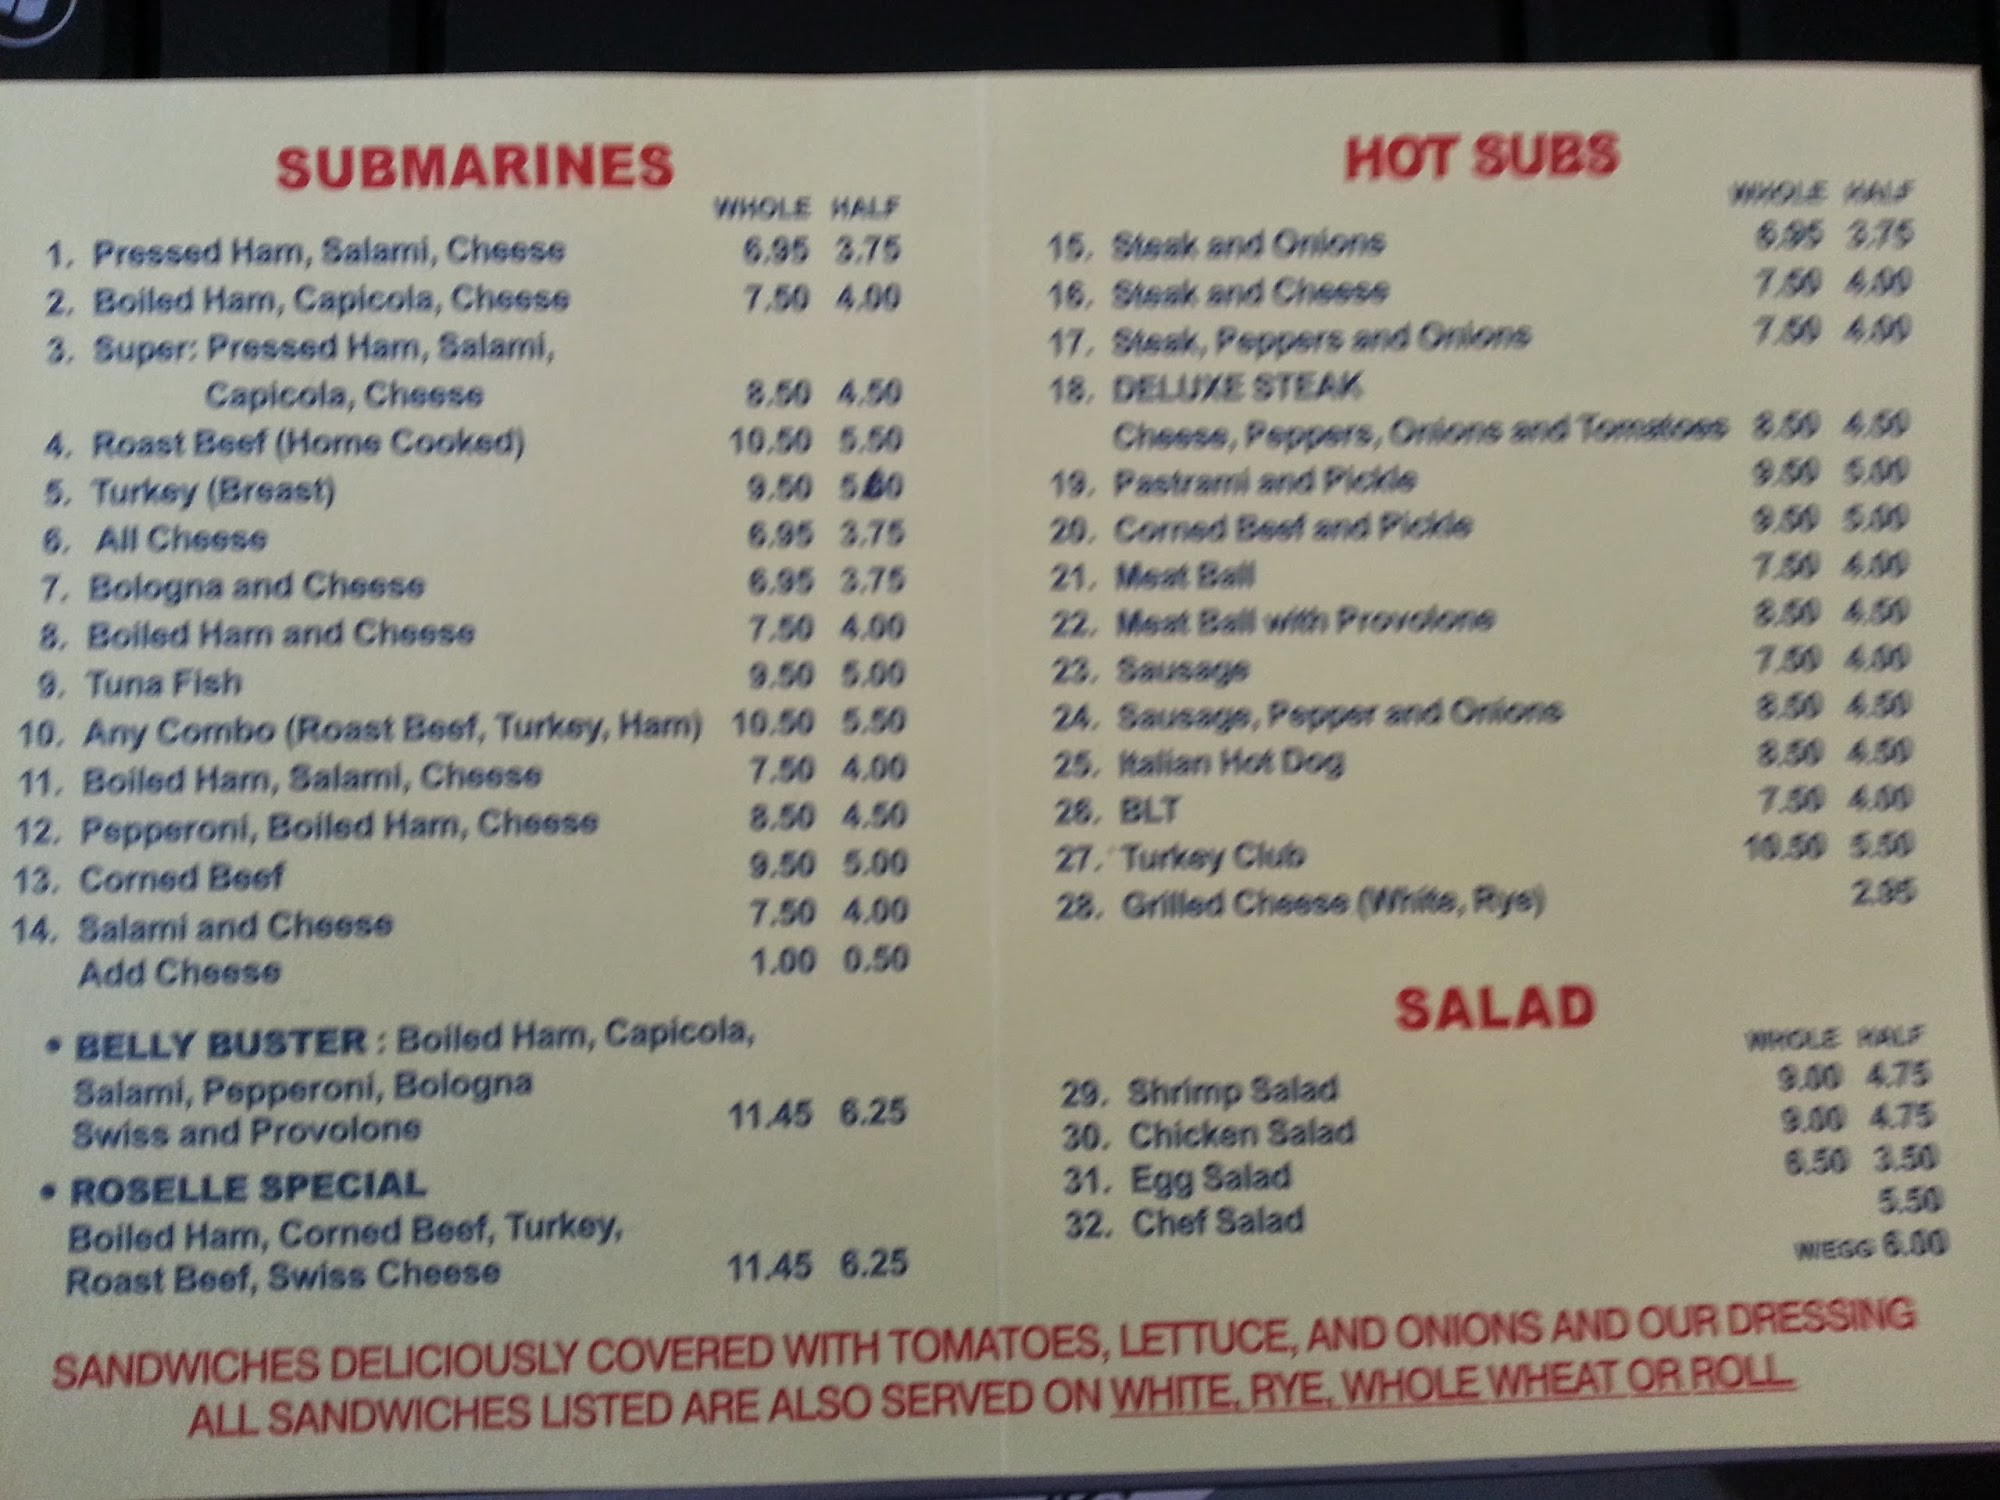 SUBMARINES
WHOLE HALF
1. Pressed Ham, Salami, Cheese 6.95 3.75
2. Boiled Ham, Capicola, Cheese 7.50 4.00
3. Super: Pressed Ham, Salami,
Capicola, Cheese 8.50 4.50
4. Roast Beef (Home Cooked) 10.50 5.50
5. Turkey (Breast) 9.50
6. All Cheese 6.95 3.75
7. Bologna and Cheese 6.95 3.75
8. Boiled Ham and Cheese 7.50 4.00
9. Tuna Fish 9.50 5.00
10. Any Combo (Roast Beef, Turkey, Ham) 10.50 5.50
11. Boiled Ham, Salami, Cheese 7.50 4.00
12. Pepperoni, Boiled Ham, Cheese 8.50 4.50
13. Corned Beef 9.50 5.00
14. Salami and Cheese 7.50 4.00
Add Cheese 1.00 0.50
• BELLY BUSTER : Boiled Ham, Capicola,
Salami, Pepperoni, Bologna
Swiss and Provolone 11.45 6.25
• ROSELLE SPECIAL
Boiled Ham, Corned Beef, Turkey,
Roast Beef, Swiss Cheese 11.45 6.25
HOT SUBS
WHOLE HALF
15. Steak and Onions 6.95 3.75
16. Steak and Cheese 7.50 4.00
17. Steak, Peppers and Onions 7.50 4.00
18. DELUXE STEAK
Cheese, Peppers, Onions and Tomatoes 8.50 4.50
19. Pastrami and Pickle 9.50 5.00
20. Corned Beef and Pickle 9.50 5.00
21. Meat Ball 7.50 4.00
22. Meat Ball with Provolone 8.50 4.50
23. Sausage 7.50 4.00
24. Sausage, Pepper and Onions 8.50 4.50
25. Italian Hot Dog 8.50 4.50
26. BLT 7.50 4.00
27. Turkey Club 10.50 5.50
28. Grilled Cheese (White, Rye) 2.95
SALAD
WHOLE HALF
29. Shrimp Salad 9.00 4.75
30. Chicken Salad 9.00 4.75
31. Egg Salad 6.50 3.50
32. Chef Salad 5.50
W/EGG 6.00
SANDWICHES DELICIOUSLY COVERED WITH TOMATOES, LETTUCE, AND ONIONS AND OUR DRESSING
ALL SANDWICHES LISTED ARE ALSO SERVED ON WHITE, RYE, WHOLE WHEAT OR ROLL